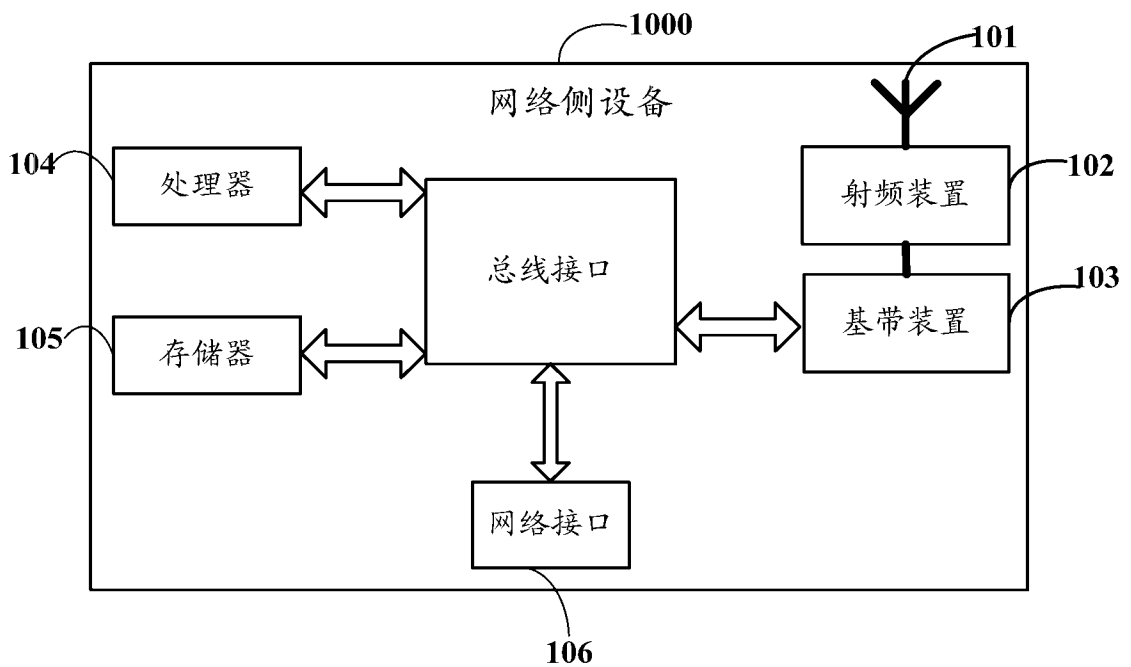 1000
101
网络侧设备
104
处理器
射频装置
102
总线接口
103
基带装置
105
存储器
网络接口
106